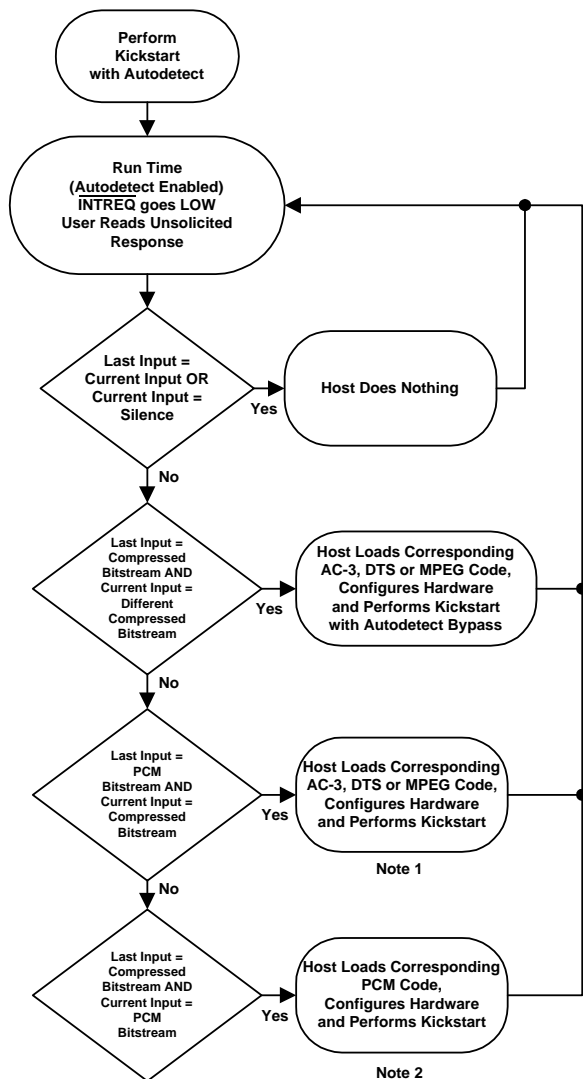 Perform
Kickstart
with Autodetect
Run Time
(Autodetect Enabled)
INTREQ goes LOW
User Reads Unsolicited
Response
Last Input =
Current Input OR
Current Input =
Silence
Yes
Host Does Nothing
No
Last Input =
Compressed
Bitstream AND
Current Input =
Different
Compressed
Bitstream
Yes
Host Loads Corresponding
AC-3, DTS or MPEG Code,
Configures Hardware
and Performs Kickstart
with Autodetect Bypass
No
Last Input =
PCM
Bitstream AND
Current Input =
Compressed
Bitstream
Yes
Host Loads Corresponding
AC-3, DTS or MPEG Code,
Configures Hardware
and Performs Kickstart
Note 1
No
Last Input =
Compressed
Bitstream AND
Current Input =
PCM
Bitstream
Yes
Host Loads Corresponding
PCM Code,
Configures Hardware
and Performs Kickstart
Note 2